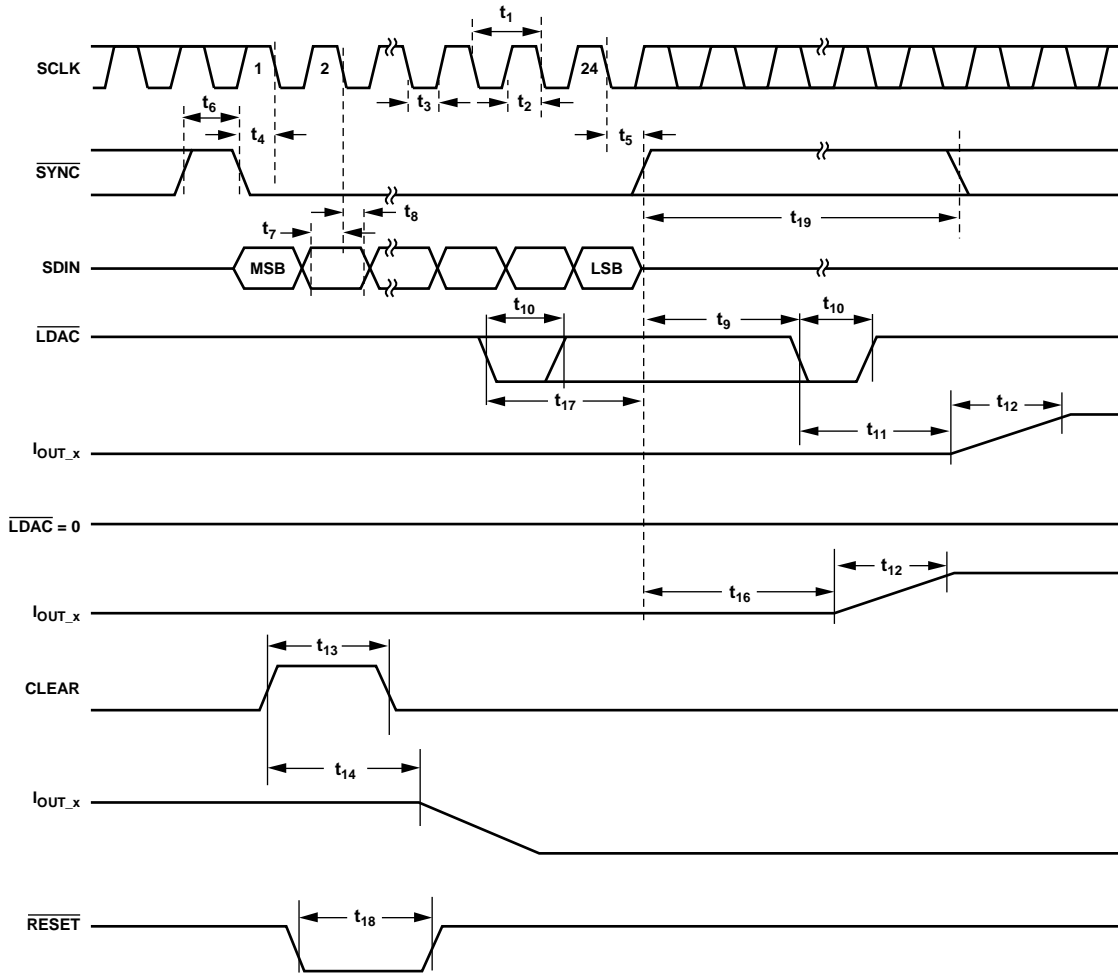 t1
SCLK
1
2
24
t3
t2
t6
t4
t5
SYNC
t19
t7
t8
SDIN
MSB
LSB
t10
t9
t10
LDAC
t17
t12
t11
IOUT_x
LDAC = 0
t12
t16
IOUT_x
t13
CLEAR
t14
IOUT_x
t18
RESET